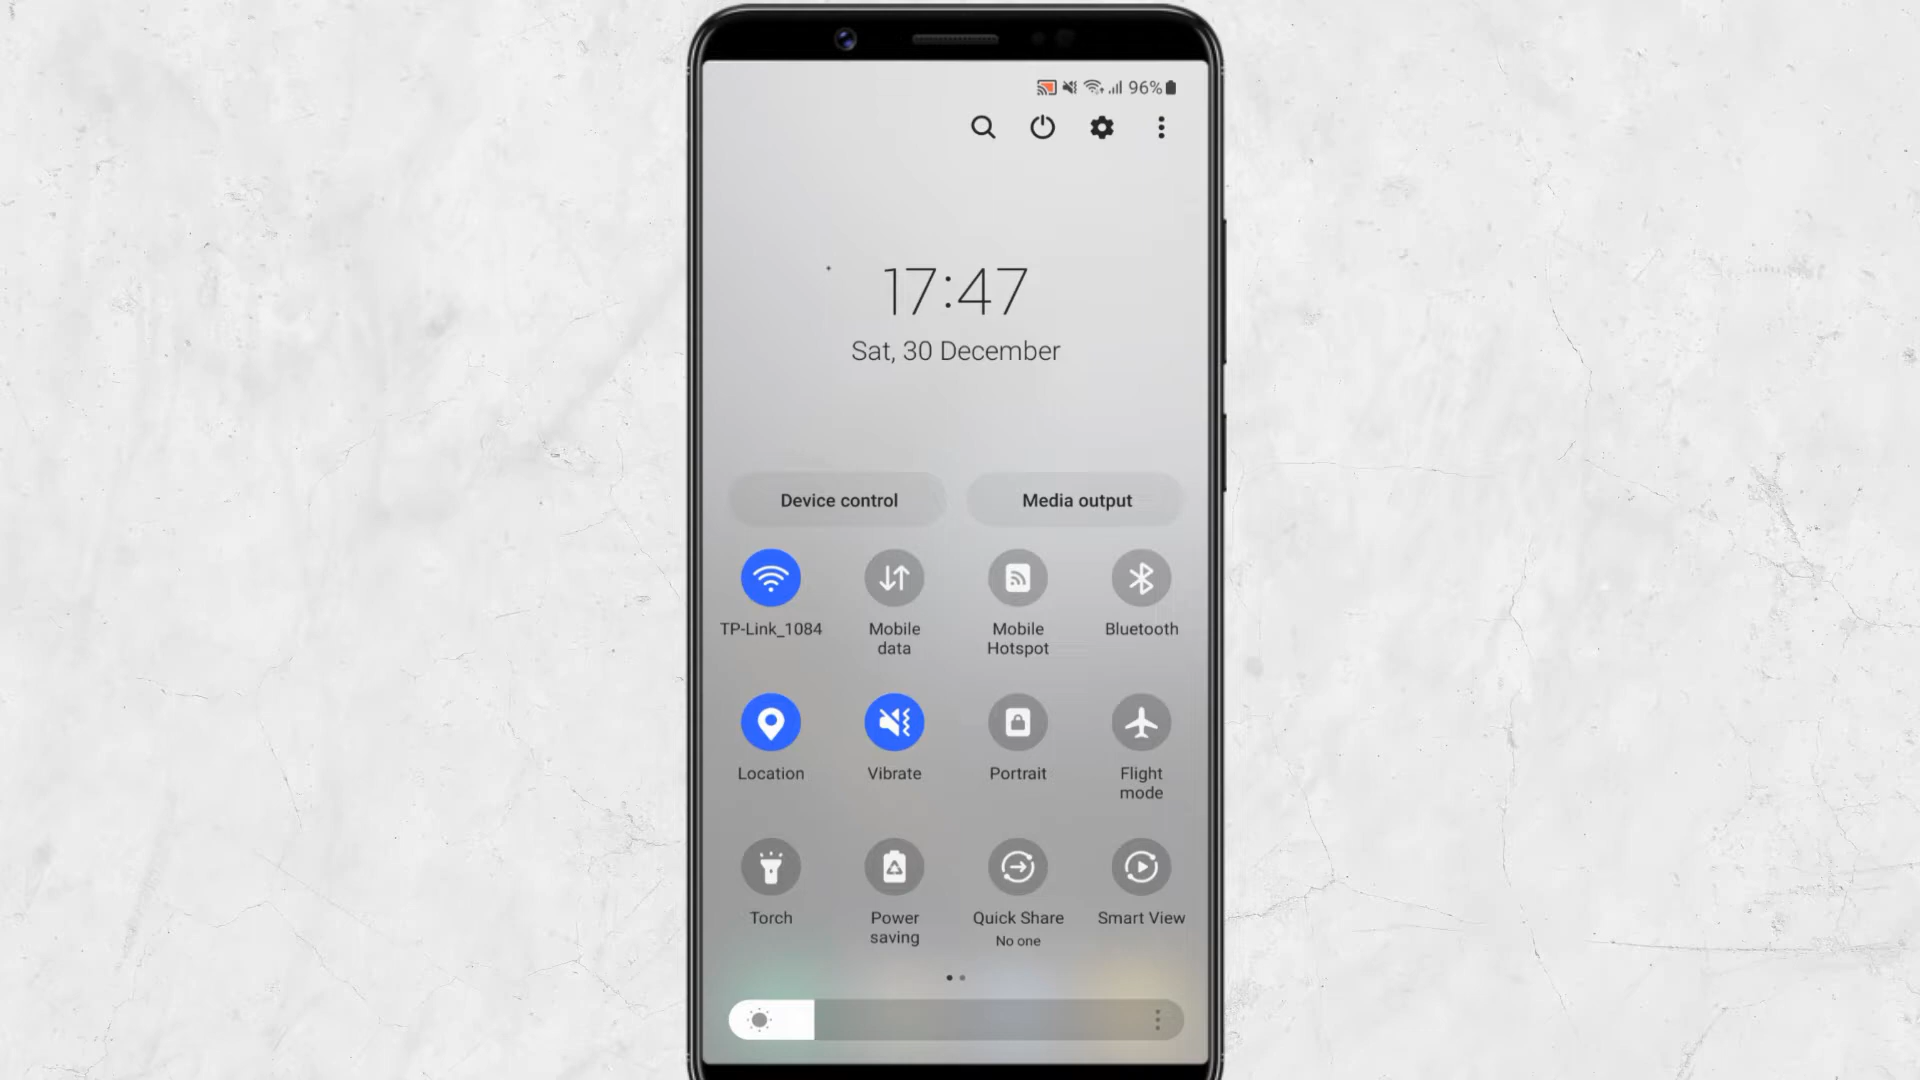 96%
17:47
Sat, 30 December
Device control
Media output
TP-Link_1084
Mobile
data
Mobile
Hotspot
Bluetooth
Location
Vibrate
Portrait
Flight
mode
Torch
Power
saving
Quick Share
No one
Smart View